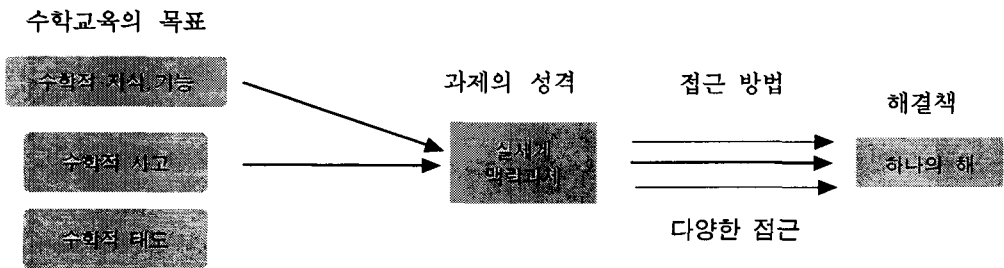 수학교육의 목표
수학적 지식, 기능
과제의 성격
접근 방법
해결책
수학적 사고
실세계
맥락과제
하나의 해
수학적 태도
다양한 접근